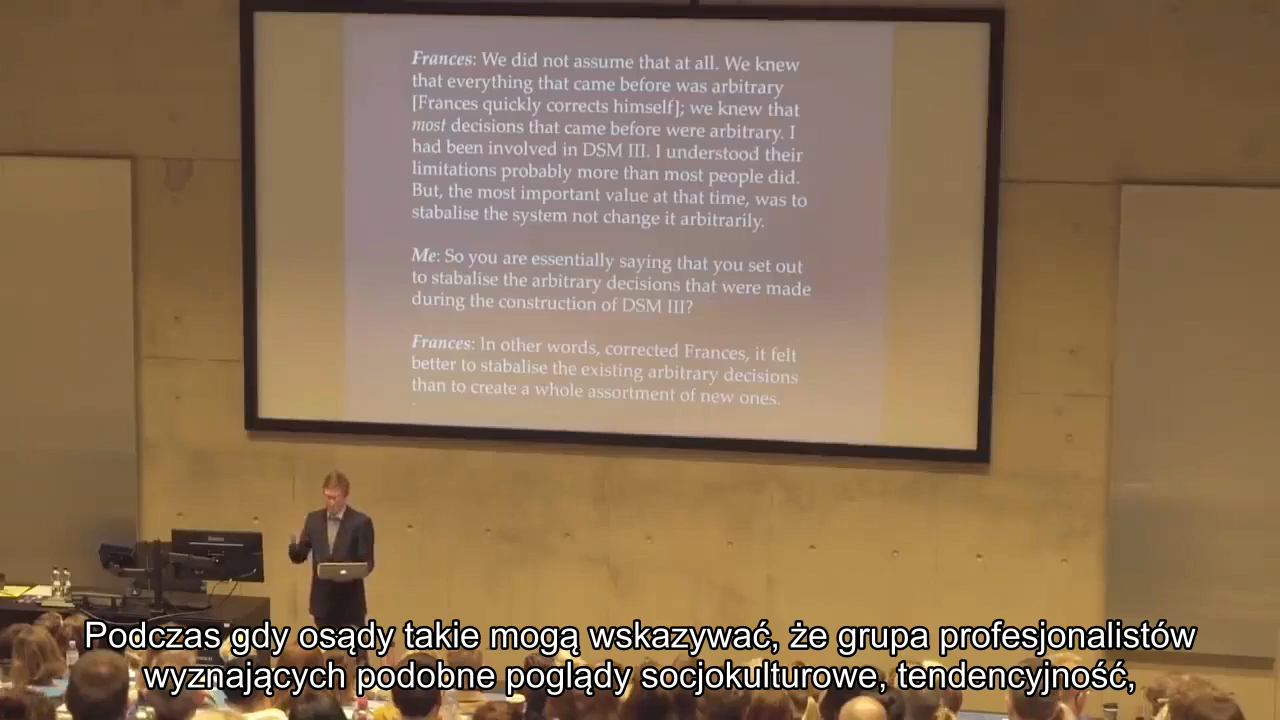 Frances: We did not assume that at all. We knew
that everything that came before was arbitrary
[Frances quickly corrects himself]; we knew that
most decisions that came before were arbitrary. I
had been involved in DSM III. I understood their
limitations probably more than most people did.
But, the most important value at that time, was to
stabalise the system not change it arbitrarily.
Me: So you are essentially saying that you set out
to stabalise the arbitrary decisions that were made
during the construction of DSM III?
Frances: In other words, corrected Frances, it felt
better to stabalise the existing arbitrary decisions
than to create a whole assortment of new ones.
Podczas gdy osądy takie mogą wskazywać, że grupa profesjonalistów
wyznających podobne poglądy socjokulturowe, tendencyjność,